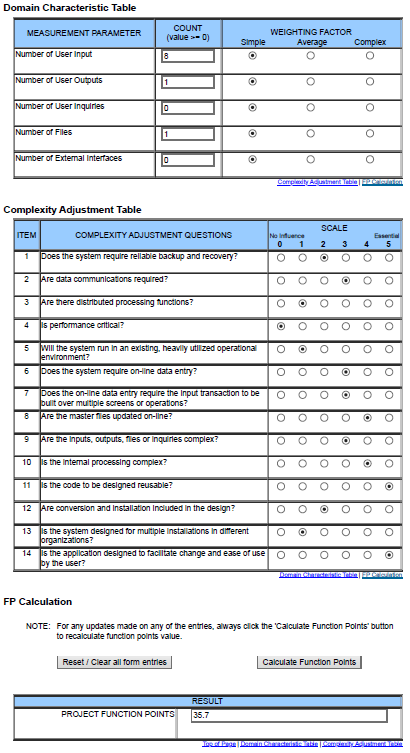 Domain Characteristic Table
MEASUREMENT PARAMETER
COUNT
(value >= 0)
WEIGHTING FACTOR
Simple Average Complex
Number of User Input 8
Number of User Outputs 1
Number of User Inquiries 0
Number of Files 1
Number of External Interfaces 0
Complexity Adjustment Table | FP Calculation
Complexity Adjustment Table
ITEM
COMPLEXITY ADJUSTMENT QUESTIONS
SCALE
No Influence Essential
0 1 2 3 4 5
1 Does the system require reliable backup and recovery?
2 Are data communications required?
3 Are there distributed processing functions?
4 Is performance critical?
5 Will the system run in an existing, heavily utilized operational
environment?
6 Does the system require on-line data entry?
7 Does the on-line data entry require the input transaction to be
built over multiple screens or operations?
8 Are the master files updated on-line?
9 Are the inputs, outputs, files or inquiries complex?
10 Is the internal processing complex?
11 Is the code to be designed reusable?
12 Are conversion and installation included in the design?
13 Is the system designed for multiple installations in different
organizations?
14 Is the application designed to facilitate change and ease of use
by the user?
Domain Characteristic Table | FP Calculation
FP Calculation
NOTE: For any updates made on any of the entries, always click the 'Calculate Function Points' button
to recalculate function points value.
Reset / Clear all form entries Calculate Function Points
RESULT
PROJECT FUNCTION POINTS 35.7
Top of Page | Domain Characteristic Table | Complexity Adjustment Table